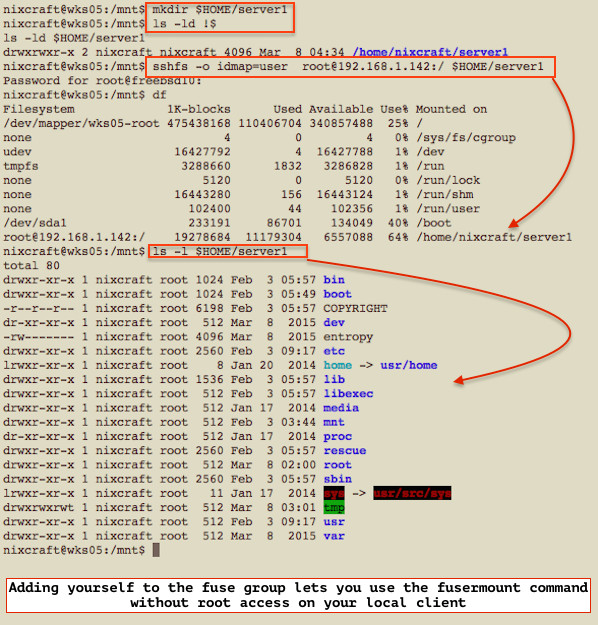 nixcraft@wks05:/mnt$ mkdir $HOME/server1
nixcraft@wks05:/mnt$ ls -ld !$
ls -ld $HOME/server1
drwxrwxr-x 2 nixcraft nixcraft 4096 Mar  8 04:34 /home/nixcraft/server1
nixcraft@wks05:/mnt$ sshfs -o idmap=user  root@192.168.1.142:/ $HOME/server1
Password for root@freebsd10:
nixcraft@wks05:/mnt$ df
Filesystem             1K-blocks      Used Available Use% Mounted on
/dev/mapper/wks05-root 475438168 110406704 340857488  25% /
none                           4         0         4   0% /sys/fs/cgroup
udev                    16427792         4  16427788   1% /dev
tmpfs                    3288660      1832   3286828   1% /run
none                        5120         0      5120   0% /run/lock
none                    16443280       156  16443124   1% /run/shm
none                      102400        44    102356   1% /run/user
/dev/sda1                 233191     86701    134049  40% /boot
root@192.168.1.142:/    19278684  11179304   6557088  64% /home/nixcraft/server1
nixcraft@wks05:/mnt$ ls -l $HOME/server1
total 80
drwxr-xr-x 1 nixcraft root 1024 Feb  3 05:57 bin
drwxr-xr-x 1 nixcraft root 1024 Feb  3 05:49 boot
-r--r--r-- 1 nixcraft root 6198 Feb  3 05:57 COPYRIGHT
dr-xr-xr-x 1 nixcraft root  512 Mar  8  2015 dev
-rw------- 1 nixcraft root 4096 Mar  8  2015 entropy
drwxr-xr-x 1 nixcraft root 2560 Feb  3 09:17 etc
lrwxr-xr-x 1 nixcraft root    8 Jan 20  2014 home -> usr/home
drwxr-xr-x 1 nixcraft root 1536 Feb  3 05:57 lib
drwxr-xr-x 1 nixcraft root  512 Feb  3 05:57 libexec
drwxr-xr-x 1 nixcraft root  512 Jan 17  2014 media
drwxr-xr-x 1 nixcraft root  512 Feb  3 03:44 mnt
dr-xr-xr-x 1 nixcraft root  512 Jan 17  2014 proc
drwxr-xr-x 1 nixcraft root 2560 Feb  3 05:57 rescue
drwxr-xr-x 1 nixcraft root  512 Mar  8 02:00 root
drwxr-xr-x 1 nixcraft root 2560 Feb  3 05:57 sbin
lrwxr-xr-x 1 nixcraft root   11 Jan 17  2014 sys -> usr/src/sys
drwxrwxrwt 1 nixcraft root  512 Mar  8 03:01 tmp
drwxr-xr-x 1 nixcraft root  512 Feb  3 09:17 usr
drwxr-xr-x 1 nixcraft root  512 Mar  8  2015 var
nixcraft@wks05:/mnt$
Adding yourself to the fuse group lets you use the fusermount command
without root access on your local client